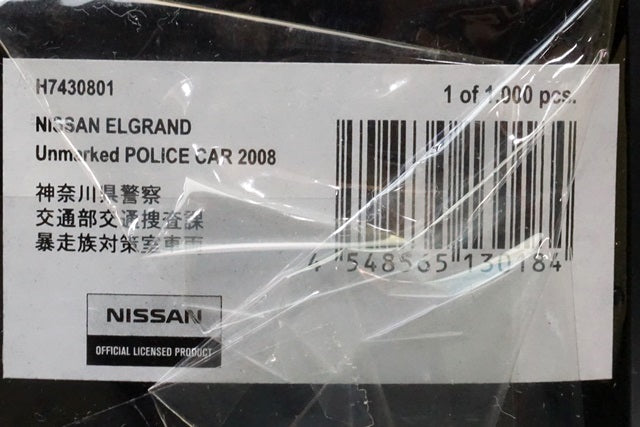 H7430801
1 of 1.000 pcs.
NISSAN ELGRAND
Unmarked POLICE CAR 2008
神奈川県警察
交通部交通捜査課
暴走族対策室車両
4 548565 130184
NISSAN
OFFICIAL LICENSED PRODUCT